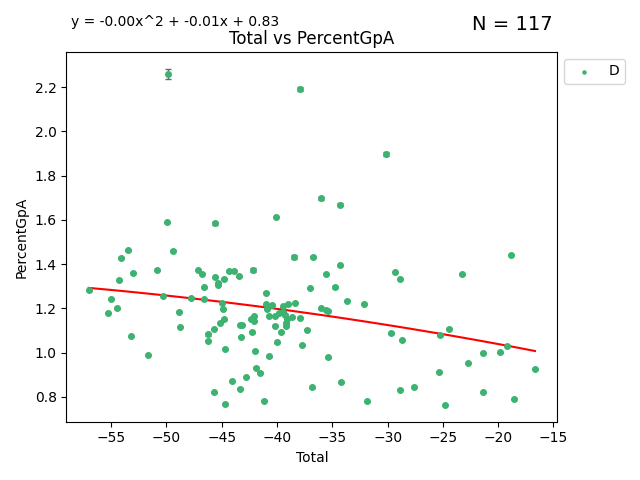 y = -0.00x^2 + -0.01x + 0.83
N = 117
Total vs PercentGpA
D
PercentGpA
2.2
2.0
1.8
1.6
1.4
1.2
1.0
0.8
−55 −50 −45 −40 −35 −30 −25 −20 −15
Total